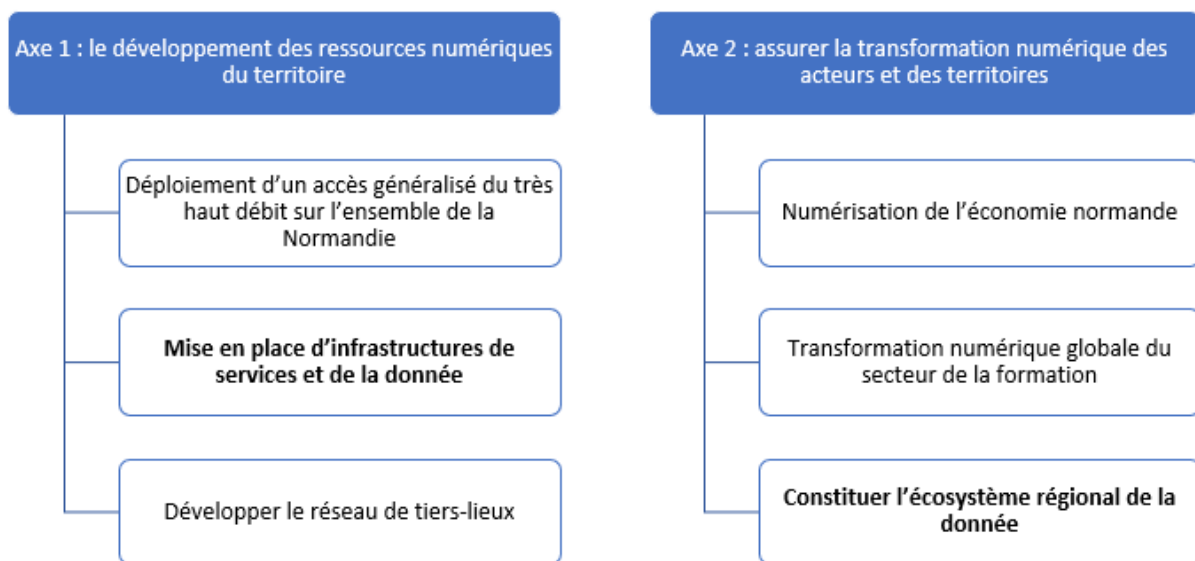 Axe 1 : le développement des ressources numériques
du territoire
Déploiement d’un accès généralisé du très
haut débit sur l’ensemble de la
Normandie
Mise en place d’infrastructures de
services et de la donnée
Développer le réseau de tiers-lieux
Axe 2 : assurer la transformation numérique des
acteurs et des territoires
Numérisation de l’économie normande
Transformation numérique globale du
secteur de la formation
Constituer l’écosystème régional de la
donnée